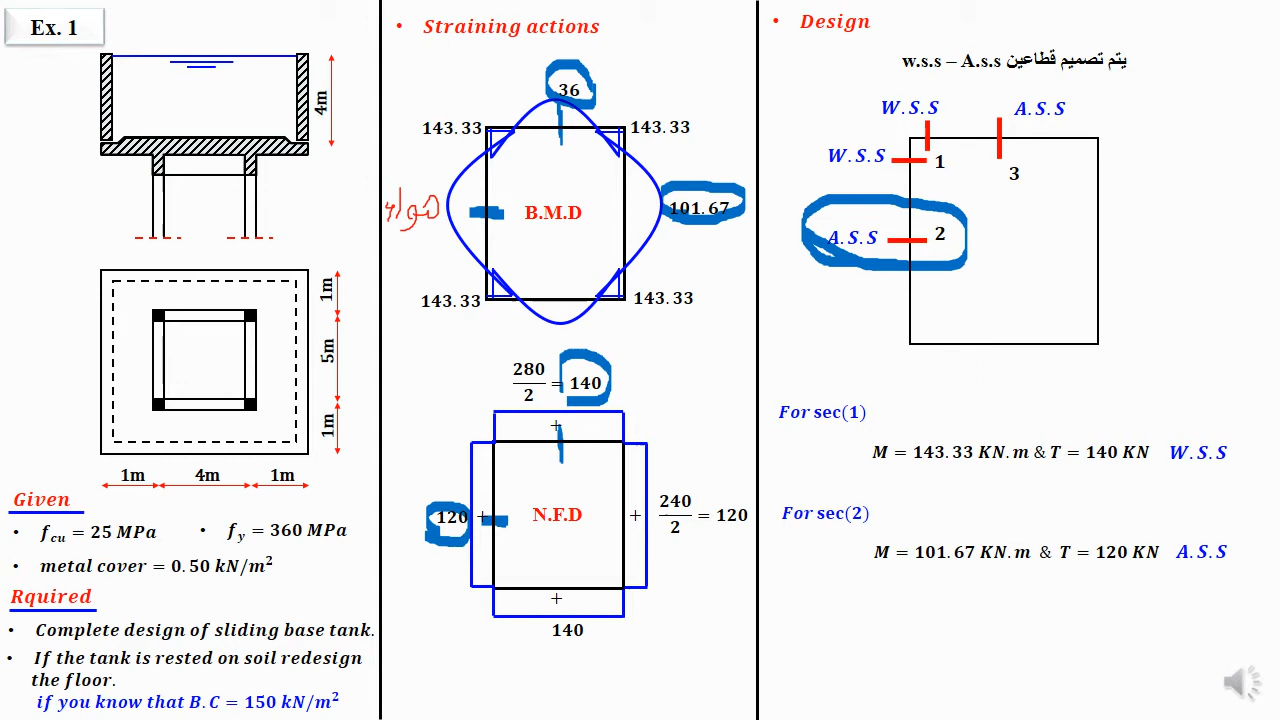 Ex. 1
4m
1m
5m
1m
1m 4m 1m
Given
• f_cu = 25 MPa • f_y = 360 MPa
• metal cover = 0.50 kN/m²
Rquired
• Complete design of sliding base tank.
• If the tank is rested on soil redesign
the floor.
if you know that B.C = 150 kN/m²
• Straining actions
36
143.33 143.33
هواء
B.M.D
101.67
143.33 143.33
280/2 = 140
+
120 +
N.F.D
+ 240/2 = 120
+
140
• Design
يتم تصميم قطاعين w.s.s – A.s.s
W.S.S A.S.S
W.S.S 1
3
A.S.S 2
For sec(1)
M = 143.33 KN.m & T = 140 KN W.S.S
For sec(2)
M = 101.67 KN.m & T = 120 KN A.S.S